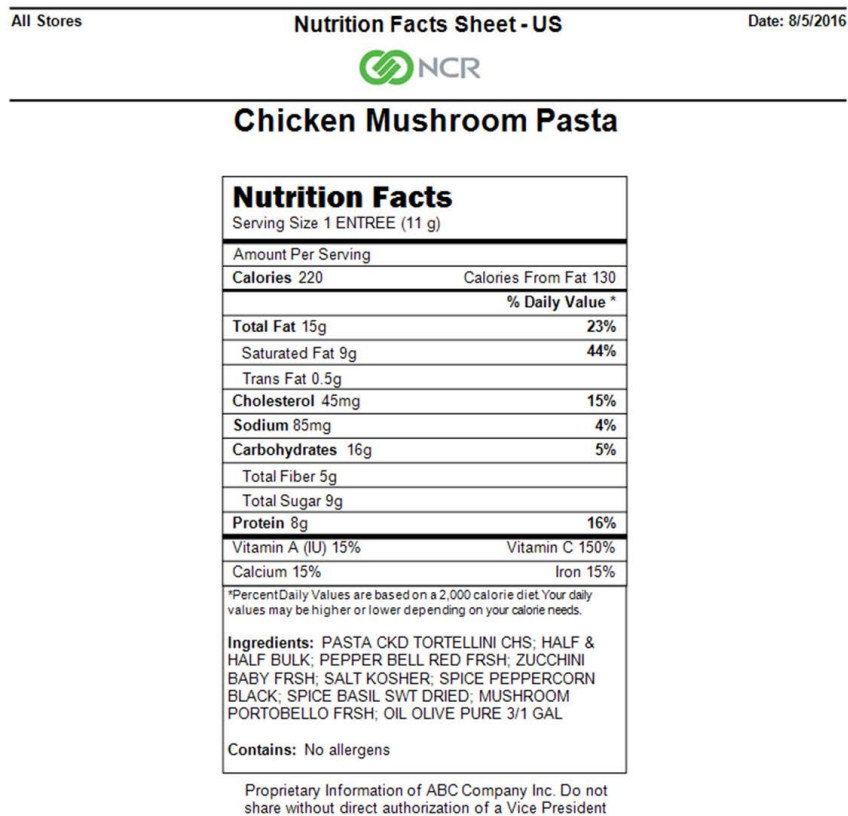 All Stores
Nutrition Facts Sheet - US
Date: 8/5/2016
NCR
Chicken Mushroom Pasta
Nutrition Facts
Serving Size 1 ENTREE (11 g)
Amount Per Serving
Calories 220 Calories From Fat 130
% Daily Value *
Total Fat 15g 23%
Saturated Fat 9g 44%
Trans Fat 0.5g
Cholesterol 45mg 15%
Sodium 85mg 4%
Carbohydrates 16g 5%
Total Fiber 5g
Total Sugar 9g
Protein 8g 16%
Vitamin A (IU) 15% Vitamin C 150%
Calcium 15% Iron 15%
*Percent Daily Values are based on a 2,000 calorie diet. Your daily
values may be higher or lower depending on your calorie needs.
Ingredients: PASTA CKD TORTELLINI CHS; HALF &
HALF BULK; PEPPER BELL RED FRSH; ZUCCHINI
BABY FRSH; SALT KOSHER; SPICE PEPPERCORN
BLACK; SPICE BASIL SWT DRIED; MUSHROOM
PORTOBELLO FRSH; OIL OLIVE PURE 3/1 GAL
Contains: No allergens
Proprietary Information of ABC Company Inc. Do not
share without direct authorization of a Vice President